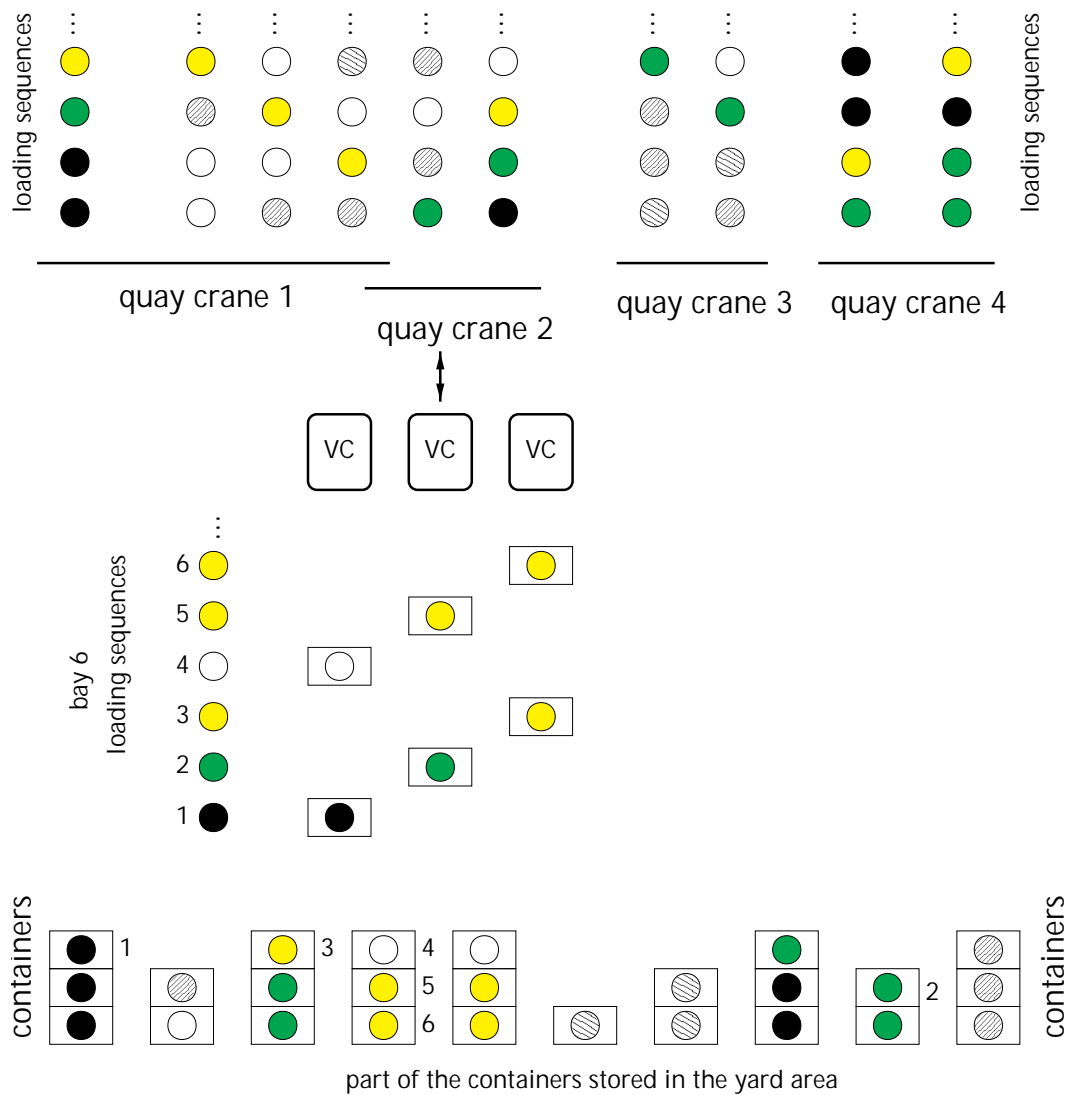 loading sequences
loading sequences
quay crane 1
quay crane 2
quay crane 3
quay crane 4
VC
VC
VC
bay 6
loading sequences
6
5
4
3
2
1
containers
containers
1
3
4
5
2
6
part of the containers stored in the yard area